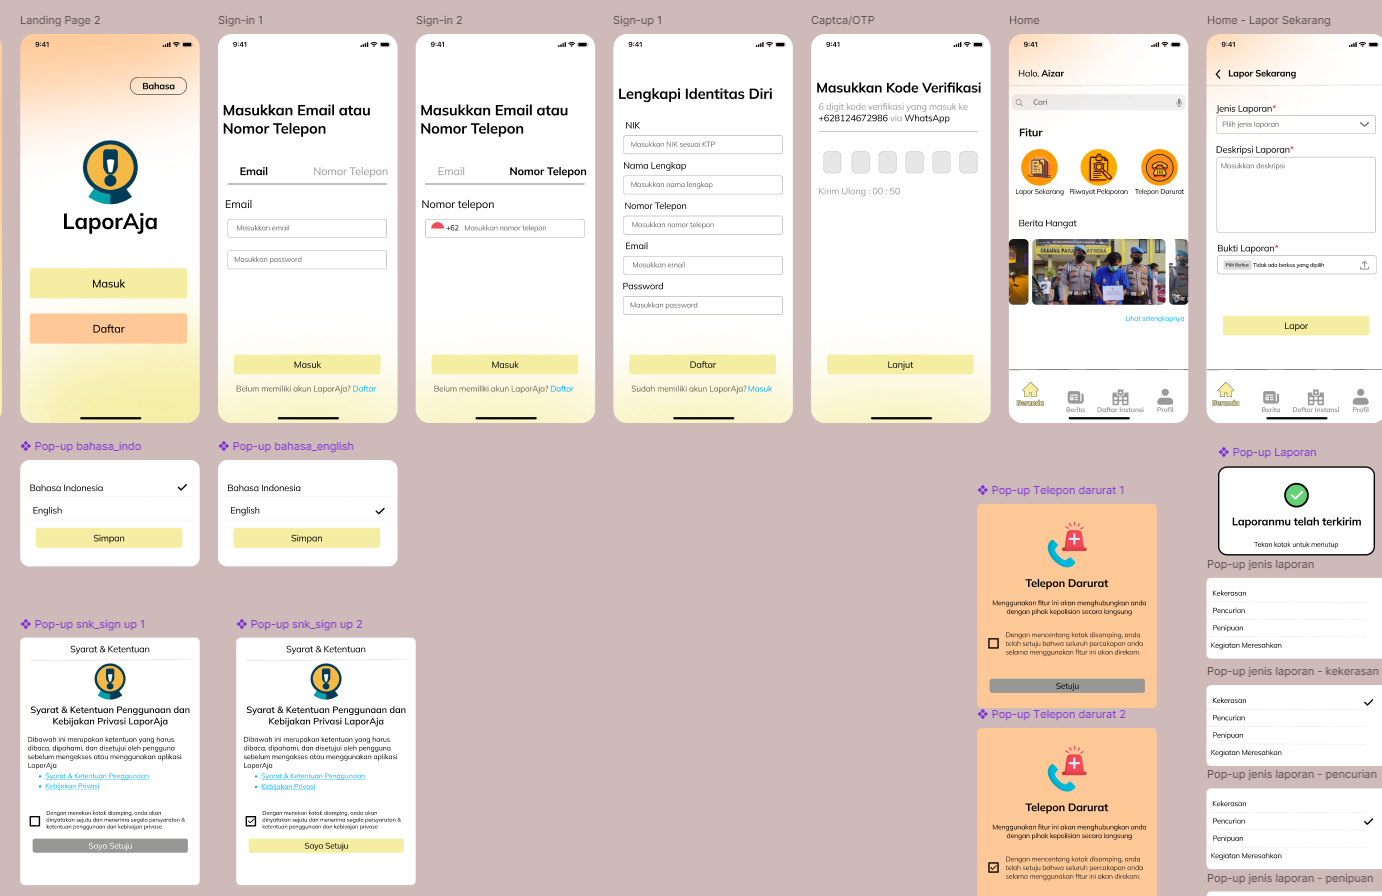 Landing Page 2
9:41
Bahasa
LaporAja
Masuk
Daftar
Sign-in 1
9:41
Masukkan Email atau
Nomor Telepon
Email
Nomor Telepon
Email
Masukkan email
Masukkan password
Masuk
Belum memiliki akun LaporAja? Daftar
Sign-in 2
9:41
Masukkan Email atau
Nomor Telepon
Email
Nomor Telepon
Nomor telepon
+62 Masukkan nomor telepon
Masuk
Belum memiliki akun LaporAja? Daftar
Sign-up 1
9:41
Lengkapi Identitas Diri
NIK
Masukkan NIK sesuai KTP
Nama Lengkap
Masukkan nama lengkap
Nomor Telepon
Masukkan nomor telepon
Email
Masukkan email
Password
Masukkan password
Daftar
Sudah memiliki akun LaporAja? Masuk
Captca/OTP
9:41
Masukkan Kode Verifikasi
6 digit kode verifikasi yang masuk ke
+628124672986 via WhatsApp
Kirim Ulang : 00 : 50
Lanjut
Home
9:41
Halo, Aizar
Cari
Fitur
Lapor Sekarang
Riwayat Pelaporan
Telepon Darurat
Berita Hangat
Lihat selengkapnya
Beranda
Berita
Daftar Instansi
Profil
Home - Lapor Sekarang
9:41
Lapor Sekarang
Jenis Laporan*
Pilih jenis laporan
Deskripsi Laporan*
Masukkan deskripsi
Bukti Laporan*
Pilih Berkas Tidak ada berkas yang dipilih
Lapor
Beranda
Berita
Daftar Instansi
Profil
Pop-up bahasa_indo
Bahasa Indonesia
English
Simpan
Pop-up bahasa_english
Bahasa Indonesia
English
Simpan
Pop-up snk_sign up 1
Syarat & Ketentuan
Syarat & Ketentuan Penggunaan dan
Kebijakan Privasi LaporAja
Dibawah ini merupakan ketentuan yang harus
dibaca, dipahami, dan disetujui oleh pengguna
sebelum mengakses atau menggunakan aplikasi
LaporAja
• Syarat & Ketentuan Penggunaan
• Kebijakan Privasi
Dengan menekan kotak disamping, anda akan
dinyatakan setuju dan menerima segala persyaratan &
ketentuan penggunaan dan kebijakan privasi
Saya Setuju
Pop-up snk_sign up 2
Syarat & Ketentuan
Syarat & Ketentuan Penggunaan dan
Kebijakan Privasi LaporAja
Dibawah ini merupakan ketentuan yang harus
dibaca, dipahami, dan disetujui oleh pengguna
sebelum mengakses atau menggunakan aplikasi
LaporAja
• Syarat & Ketentuan Penggunaan
• Kebijakan Privasi
Dengan menekan kotak disamping, anda akan
dinyatakan setuju dan menerima segala persyaratan &
ketentuan penggunaan dan kebijakan privasi
Saya Setuju
Pop-up Telepon darurat 1
Telepon Darurat
Menggunakan fitur ini akan menghubungkan anda
dengan pihak kepolisian secara langsung
Dengan mencentang kotak disamping, anda
telah setuju bahwa seluruh percakapan anda
selama menggunakan fitur ini akan direkam.
Setuju
Pop-up Telepon darurat 2
Telepon Darurat
Menggunakan fitur ini akan menghubungkan anda
dengan pihak kepolisian secara langsung
Dengan mencentang kotak disamping, anda
telah setuju bahwa seluruh percakapan anda
selama menggunakan fitur ini akan direkam.
Pop-up Laporan
Laporanmu telah terkirim
Tekan kotak untuk menutup
Pop-up jenis laporan
Kekerasan
Pencurian
Penipuan
Kegiatan Meresahkan
Pop-up jenis laporan - kekerasan
Kekerasan
Pencurian
Penipuan
Kegiatan Meresahkan
Pop-up jenis laporan - pencurian
Kekerasan
Pencurian
Penipuan
Kegiatan Meresahkan
Pop-up jenis laporan - penipuan